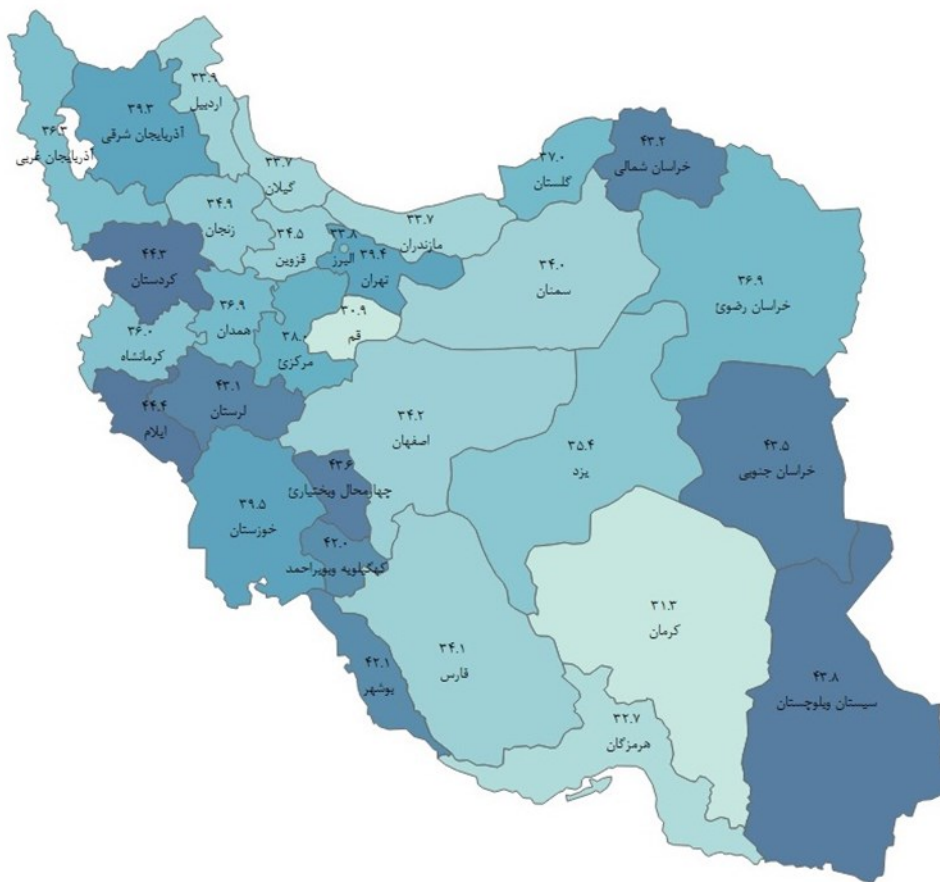 ۳۳.۹
اردبیل
۳۹.۳
آذربایجان شرقی
۳۶.۳
آذربایجان غربی
۳۳.۷
گیلان
۳۷.۰
گلستان
۴۳.۲
خراسان شمالی
۳۴.۹
زنجان
۳۴.۵
قزوین
۳۳.۸
البرز
۳۹.۴
تهران
۳۳.۷
مازندران
۳۴.۰
سمنان
۳۶.۹
خراسان رضوئ
۴۴.۳
کردستان
۳۶.۹
همدان
۳۰.۹
قم
۳۶.۰
کرمانشاه
۳۸.۰
مرکزئ
۴۳.۱
لرستان
۴۴.۴
ایلام
۳۴.۲
اصفهان
۳۵.۴
یزد
۴۳.۵
خراسان جنوبی
۴۳.۶
چهارمحال وبختیارئ
۳۹.۵
خوزستان
۴۲.۰
کهگیلویه وبویراحمد
۳۱.۳
کرمان
۳۴.۱
فارس
۴۲.۱
بوشهر
۴۳.۸
سیستان وبلوچستان
۳۲.۷
هرمزگان